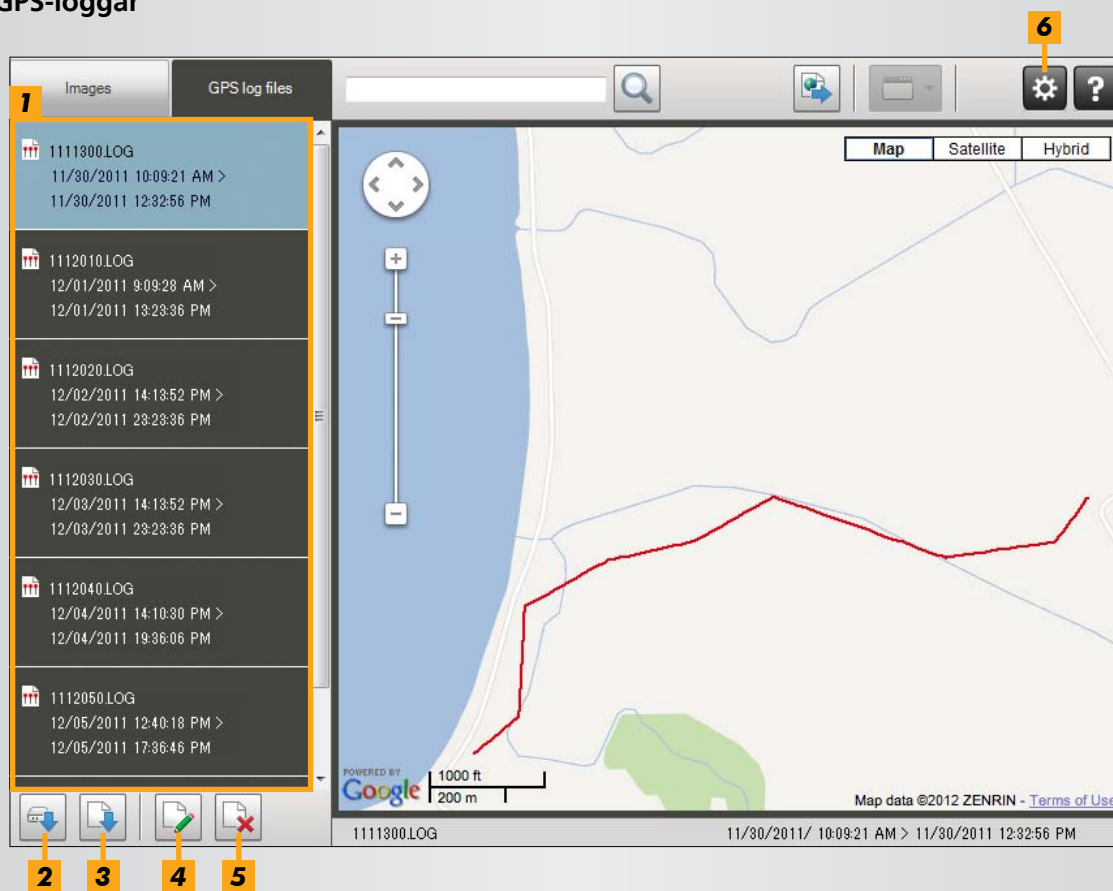 GPS-loggar
6
Images
GPS log files
?
1
1111300.LOG
11/30/2011 10:09:21 AM >
11/30/2011 12:32:56 PM
1112010.LOG
12/01/2011 9:09:28 AM >
12/01/2011 13:23:36 PM
1112020.LOG
12/02/2011 14:13:52 PM >
12/02/2011 23:23:36 PM
1112030.LOG
12/03/2011 14:13:52 PM >
12/03/2011 23:23:36 PM
1112040.LOG
12/04/2011 14:10:30 PM >
12/04/2011 19:36:06 PM
1112050.LOG
12/05/2011 12:40:18 PM >
12/05/2011 17:36:46 PM
Map
Satellite
Hybrid
POWERED BY
Google
1000 ft
200 m
Map data ©2012 ZENRIN - Terms of Use
1111300.LOG
11/30/2011/ 10:09:21 AM > 11/30/2011 12:32:56 PM
2
3
4
5